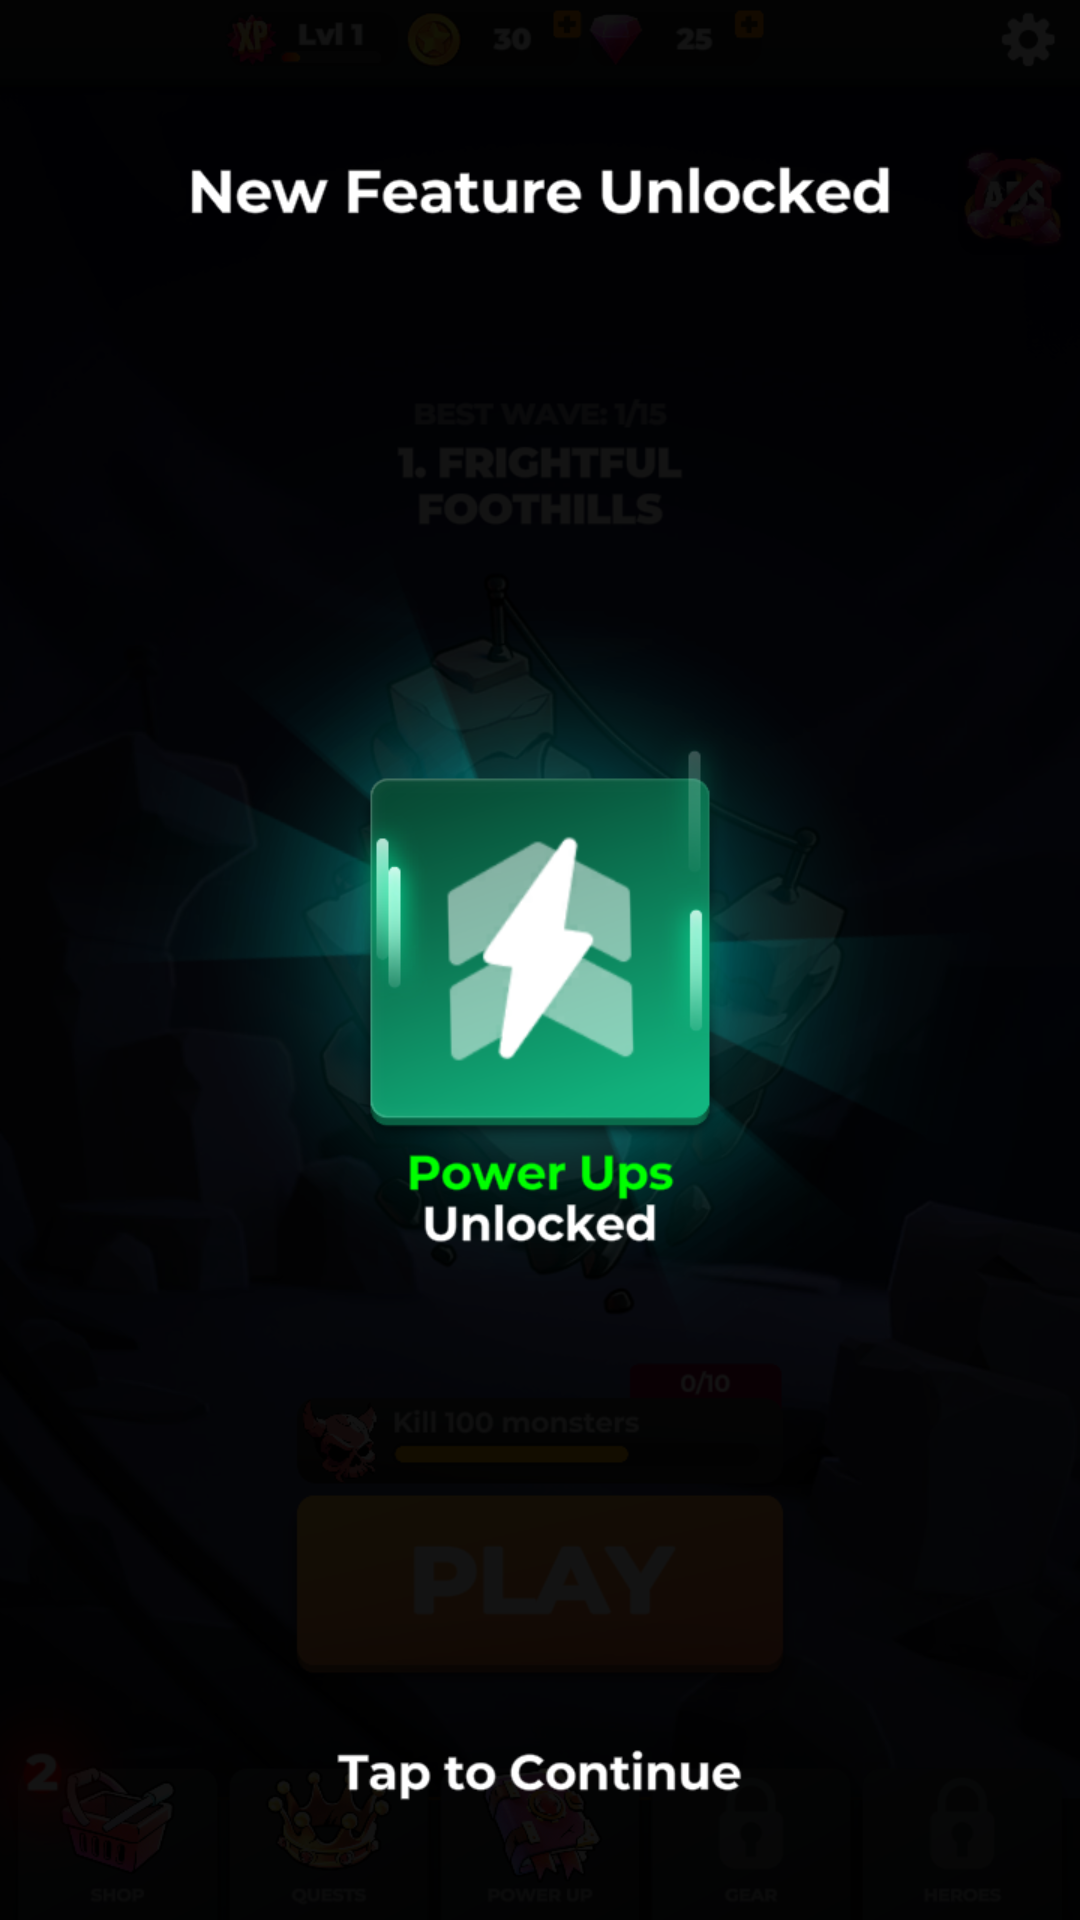 XP Lvl 1 30 25
New Feature Unlocked
ADS
BEST WAVE: 1/15
1. FRIGHTFUL
FOOTHILLS
Power Ups
Unlocked
0/10
Kill 100 monsters
PLAY
2
Tap to Continue
SHOP QUESTS POWER UP GEAR HEROES